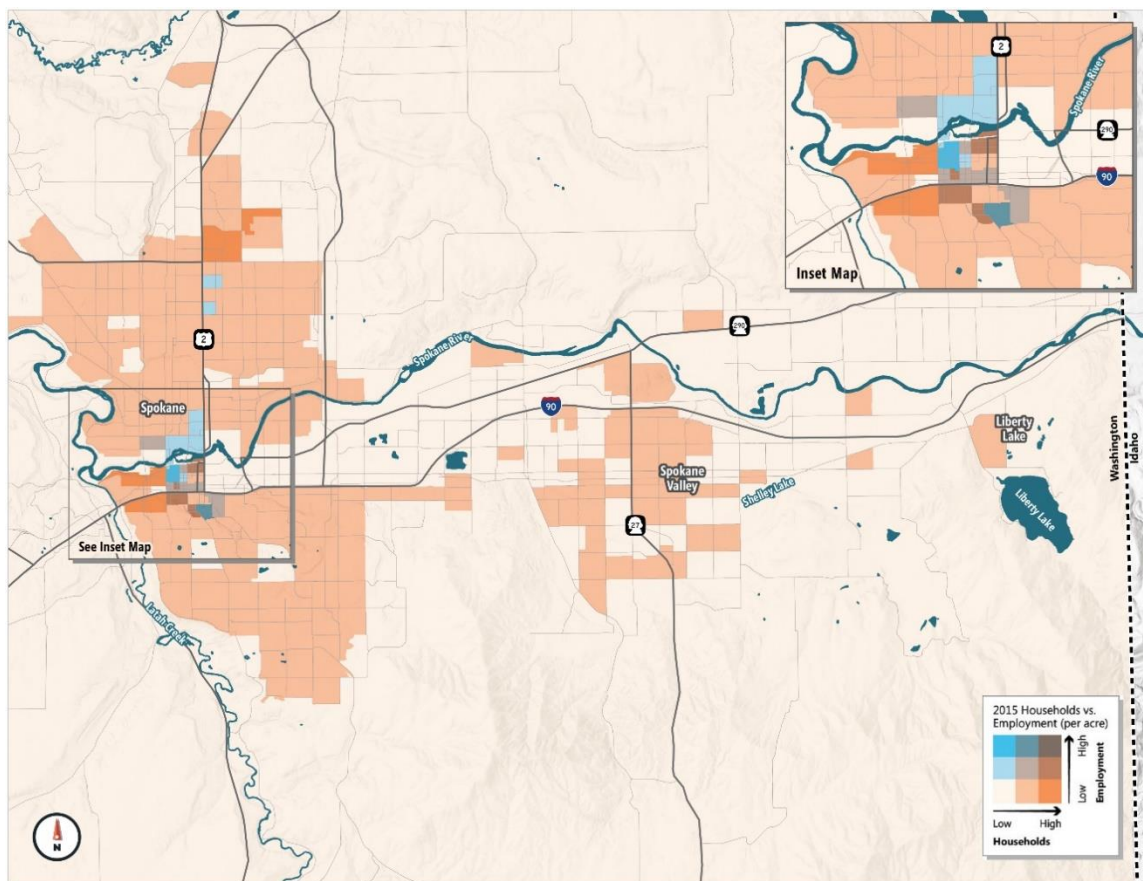 2
Spokane River
290
90
Inset Map
290
Spokane River
2
Spokane
90
Liberty
Lake
Washington
Idaho
Spokane
Valley
Shelley Lake
Liberty Lake
27
See Inset Map
Latah Creek
2015 Households vs.
Employment (per acre)
High
Low
Employment
Low High
Households
N